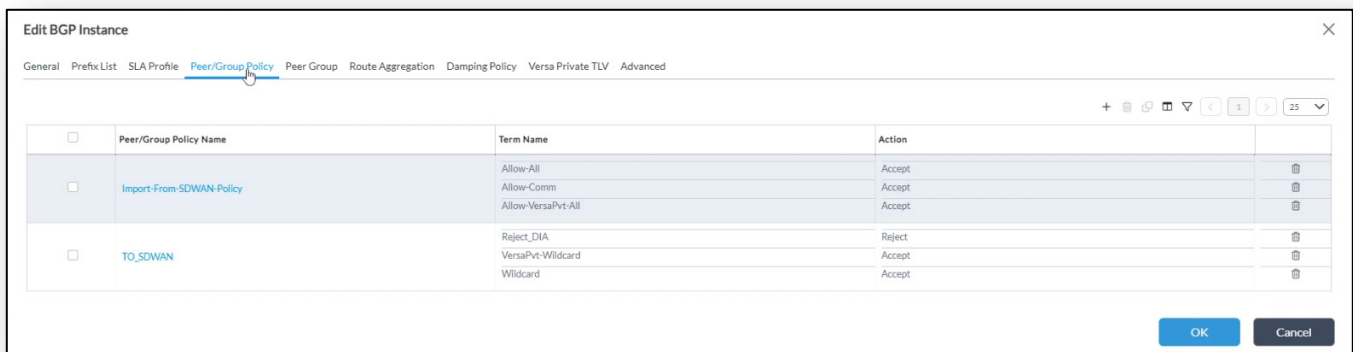 Edit BGP Instance
General Prefix List SLA Profile Peer/Group Policy Peer Group Route Aggregation Damping Policy Versa Private TLV Advanced
1 25
Peer/Group Policy Name Term Name Action
Import-From-SDWAN-Policy
Allow-All Accept
Allow-Comm Accept
Allow-VersaPvt-All Accept
TO_SDWAN
Reject_DIA Reject
VersaPvt-Wildcard Accept
Wildcard Accept
OK Cancel